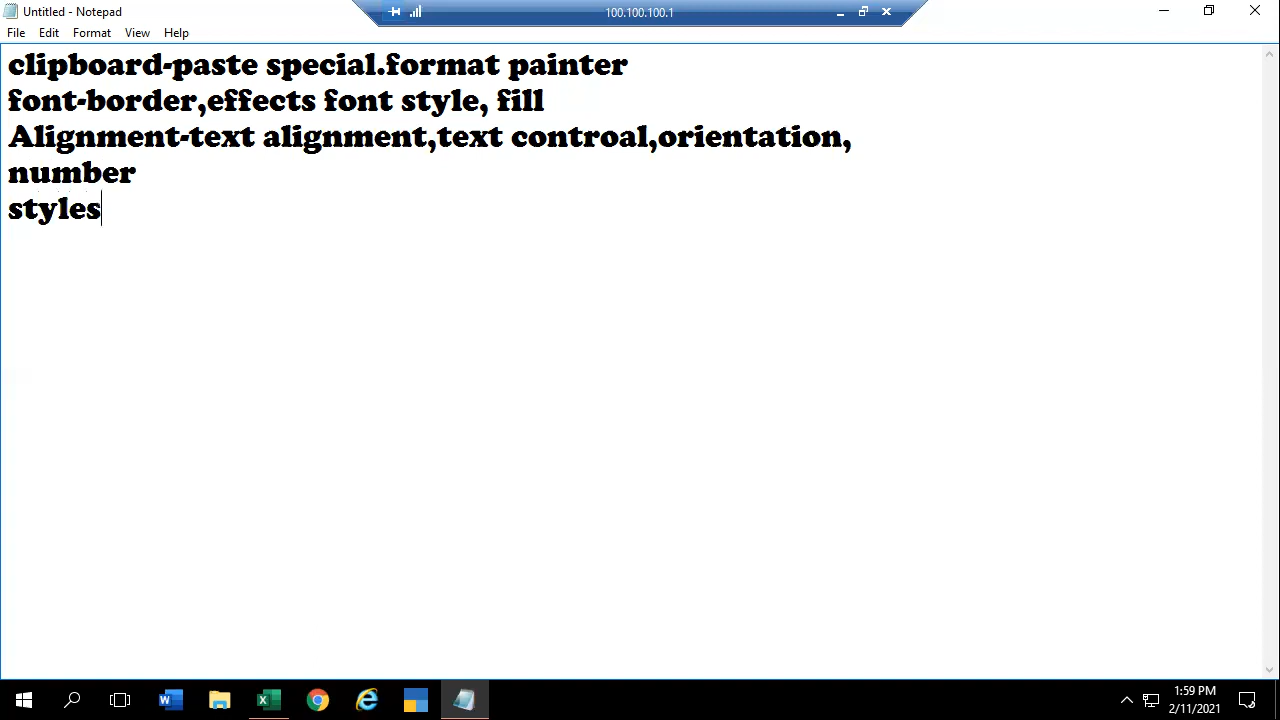 Untitled - Notepad
100.100.100.1
File Edit Format View Help
clipboard-paste special.format painter
font-border,effects font style, fill
Alignment-text alignment,text controal,orientation,
number
styles
1:59 PM
2/11/2021